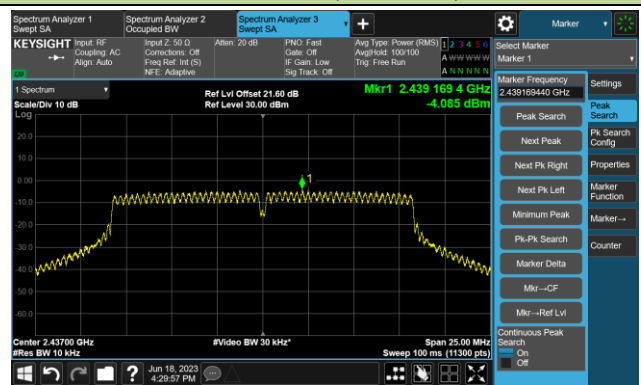 Spectrum Analyzer 1
Swept SA
Spectrum Analyzer 2
Occupied BW
Spectrum Analyzer 3
Swept SA
Marker
KEYSIGHT
LXI
Input: RF
Coupling: AC
Align: Auto
Input Z: 50 Ω
Corrections: Off
Freq Ref: Int (S)
NFE: Adaptive
Atten: 20 dB
PNO: Fast
Gate: Off
IF Gain: Low
Sig Track: Off
Avg Type: Power (RMS)
Avg|Hold: 100/100
Trig: Free Run
1 2 3 4 5 6
A W W W W W
A N N N N N
Select Marker
Marker 1
1 Spectrum
Scale/Div 10 dB
Log
Ref Lvl Offset 21.60 dB
Ref Level 30.00 dBm
Mkr1 2.439 169 4 GHz
-4.085 dBm
20.0
10.0
0.00
-10.0
-20.0
-30.0
-40.0
-50.0
-60.0
1
Center 2.43700 GHz
#Res BW 10 kHz
#Video BW 30 kHz*
Span 25.00 MHz
Sweep 100 ms (11300 pts)
Marker Frequency
2.439169440 GHz
Peak Search
Next Peak
Next Pk Right
Next Pk Left
Minimum Peak
Pk-Pk Search
Marker Delta
Mkr→CF
Mkr→Ref Lvl
Continuous Peak
Search
On
Off
Settings
Peak
Search
Pk Search
Config
Properties
Marker
Function
Marker→
Counter
Jun 18, 2023
4:29:57 PM